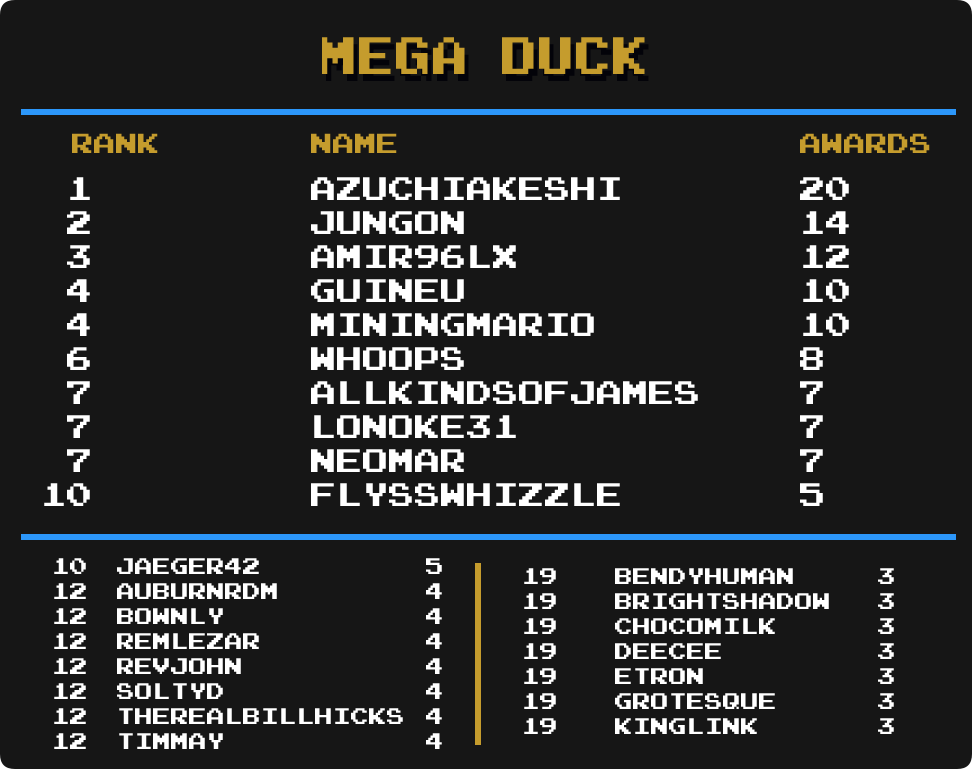 MEGA DUCK
RANK NAME AWARDS
1 AZUCHIAKESHI 20
2 JUNGON 14
3 AMIR96LX 12
4 GUINEU 10
4 MININGMARIO 10
6 WHOOPS 8
7 ALLKINDSOFJAMES 7
7 LONOKE31 7
7 NEOMAR 7
10 FLYSSWHIZZLE 5
10 JAEGER42 5
12 AUBURNRDM 4
12 BOWNLY 4
12 REMLEZAR 4
12 REVJOHN 4
12 SOLTYD 4
12 THEREALBILLHICKS 4
12 TIMMAY 4
19 BENDYHUMAN 3
19 BRIGHTSHADOW 3
19 CHOCOMILK 3
19 DEECEE 3
19 ETRON 3
19 GROTESQUE 3
19 KINGLINK 3